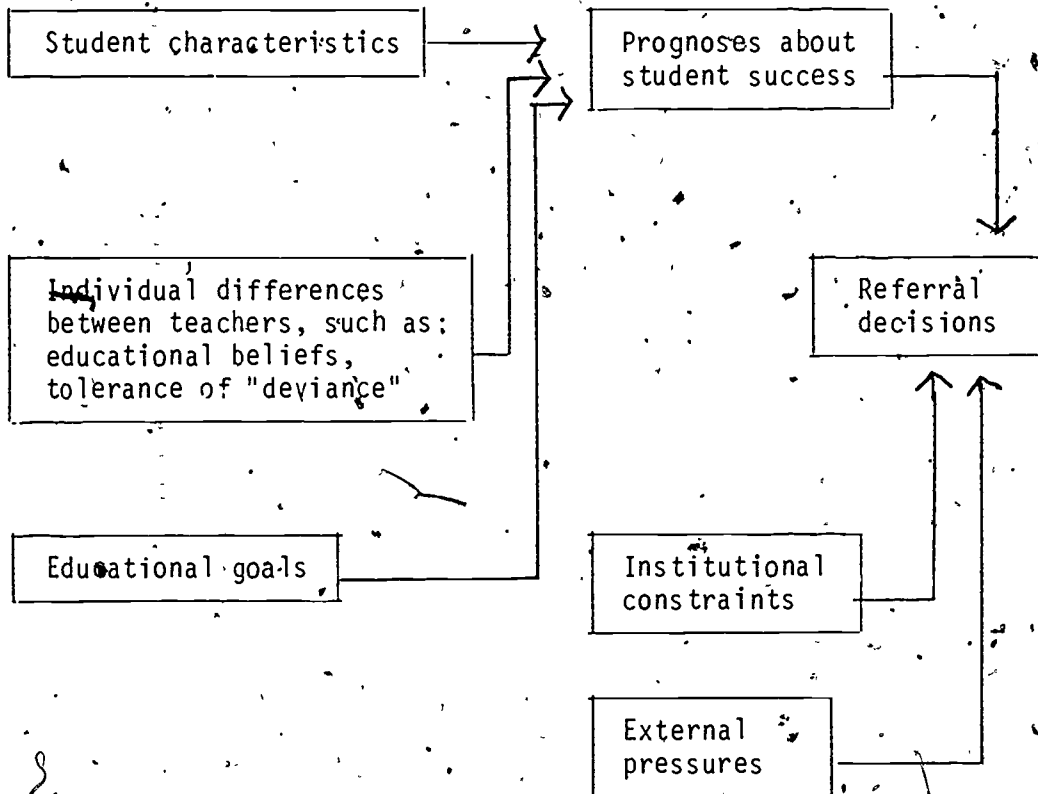 Student characteristics
Prognoses about
student success
Individual differences
between teachers, such as:
educational beliefs,
tolerance of "deviance"
Referral
decisions
Educational goals
Institutional
constraints
External
pressures